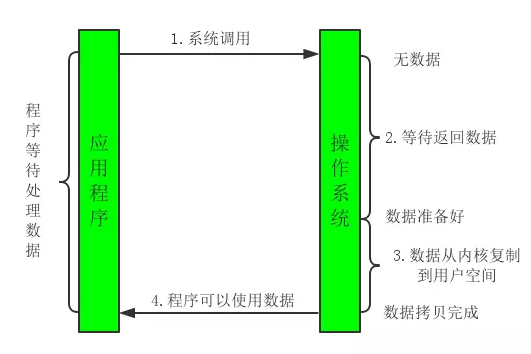 1.系统调用
无数据
程序等待处理数据
应用程序
操作系统
2.等待返回数据
数据准备好
3.数据从内核复制
到用户空间
4.程序可以使用数据
数据拷贝完成